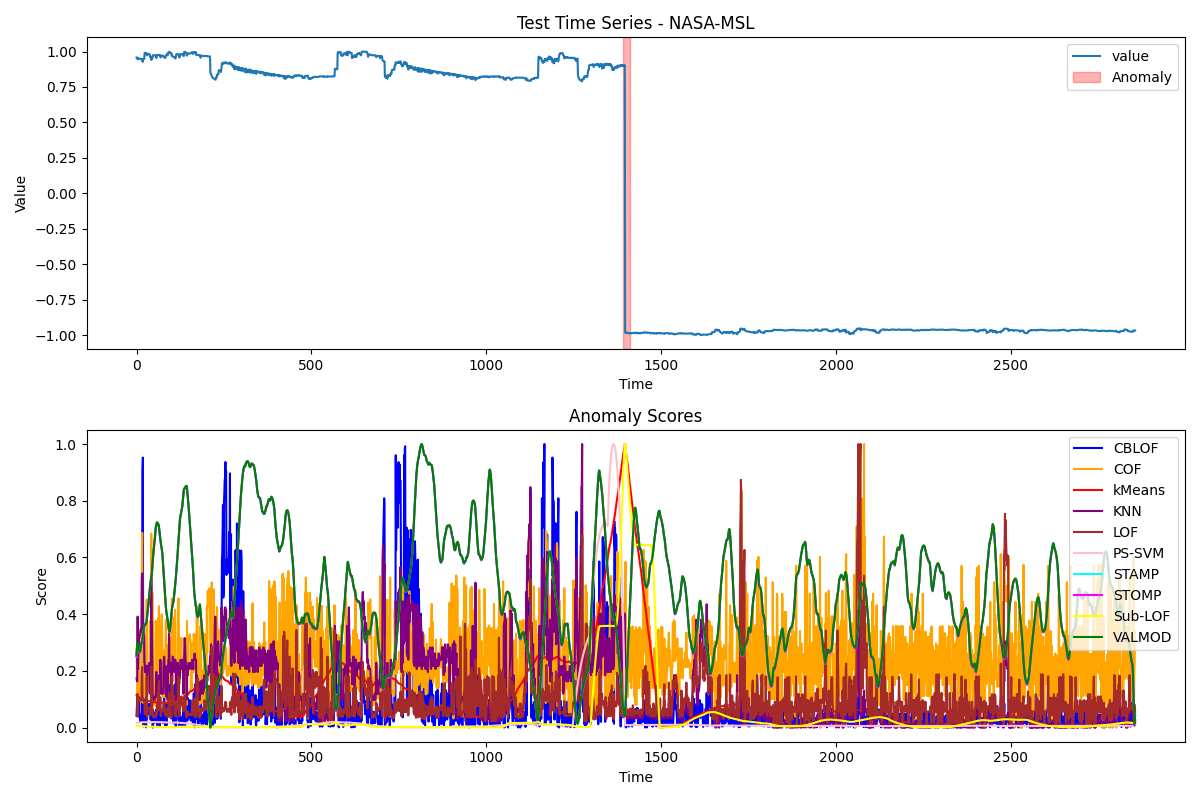 Test Time Series - NASA-MSL
1.00
0.75
0.50
0.25
0.00
−0.25
−0.50
−0.75
−1.00
Value
value
Anomaly
0 500 1000 1500 2000 2500
Time
Anomaly Scores
1.0
0.8
0.6
0.4
0.2
0.0
Score
CBLOF
COF
kMeans
KNN
LOF
PS-SVM
STAMP
STOMP
Sub-LOF
VALMOD
0 500 1000 1500 2000 2500
Time